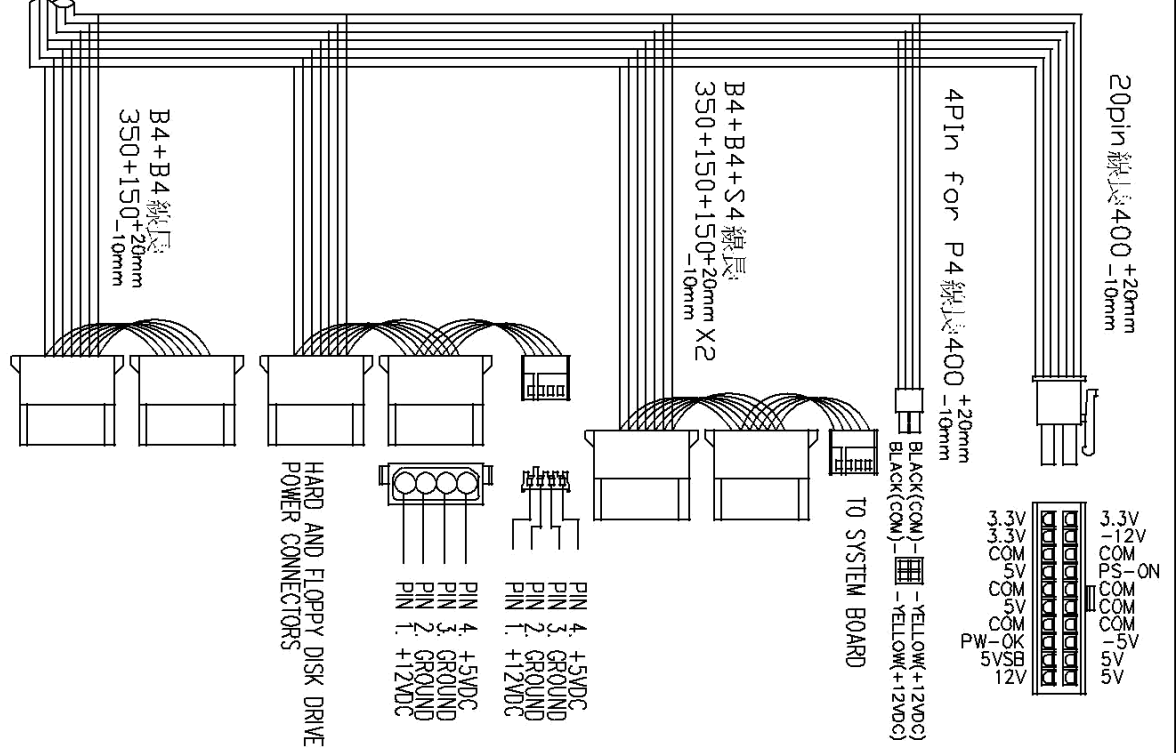 B4+B4線長
350+150+20mm
-10mm
B4+B4+S4線長
350+150+150+20mm X2
-10mm
4PIn for P4線長400 +20mm
-10mm
20pin線長400 +20mm
-10mm
HARD AND FLOPPY DISK DRIVE
POWER CONNECTORS
PIN 4. +5VDC
PIN 3. GROUND
PIN 2. GROUND
PIN 1. +12VDC
PIN 4. +5VDC
PIN 3. GROUND
PIN 2. GROUND
PIN 1. +12VDC
TO SYSTEM BOARD
BLACK(COM)- -YELLOW(+12VDC)
BLACK(COM)- -YELLOW(+12VDC)
3.3V 3.3V
3.3V -12V
COM COM
5V PS-ON
COM COM
5V COM
COM COM
PW-OK -5V
5VSB 5V
12V 5V